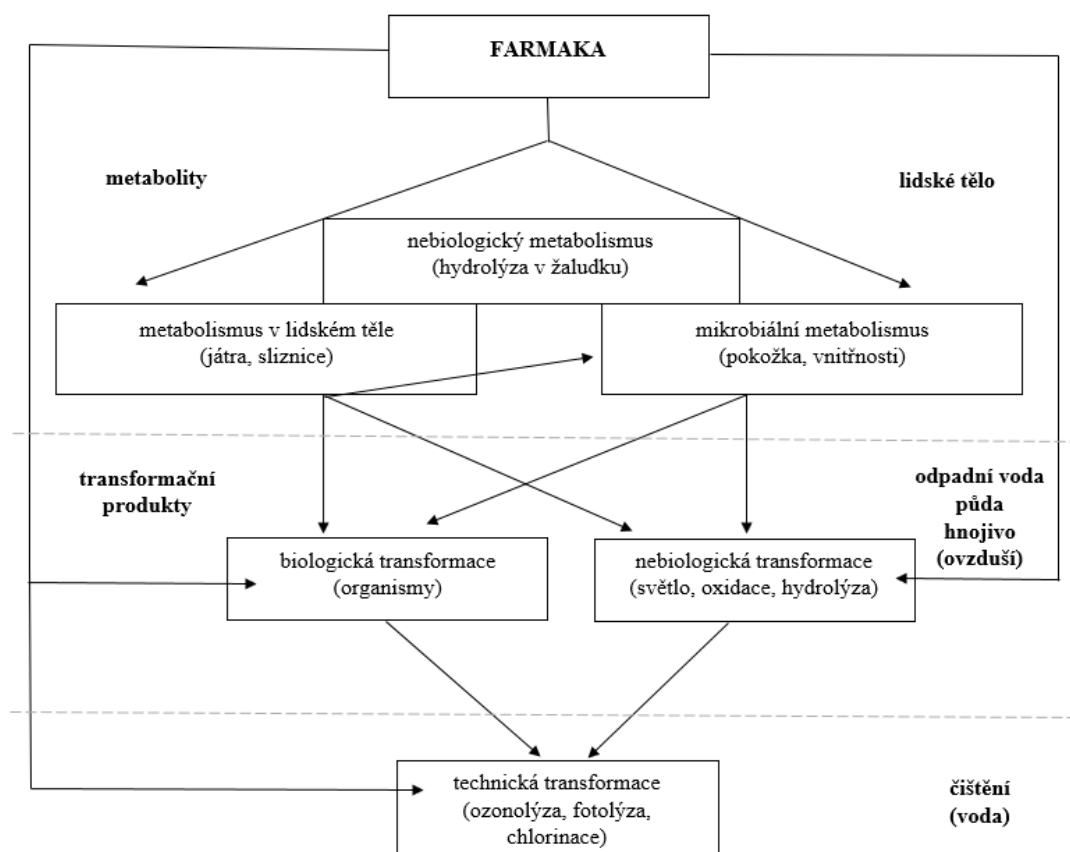 FARMAKA
metabolity
lidské tělo
nebiologický metabolismus
(hydrolýza v žaludku)
metabolismus v lidském těle
(játra, sliznice)
mikrobiální metabolismus
(pokožka, vnitřnosti)
transformační
produkty
odpadní voda
půda
hnojivo
(ovzduší)
biologická transformace
(organismy)
nebiologická transformace
(světlo, oxidace, hydrolýza)
technická transformace
(ozonolýza, fotolýza,
chlorinace)
čištění
(voda)